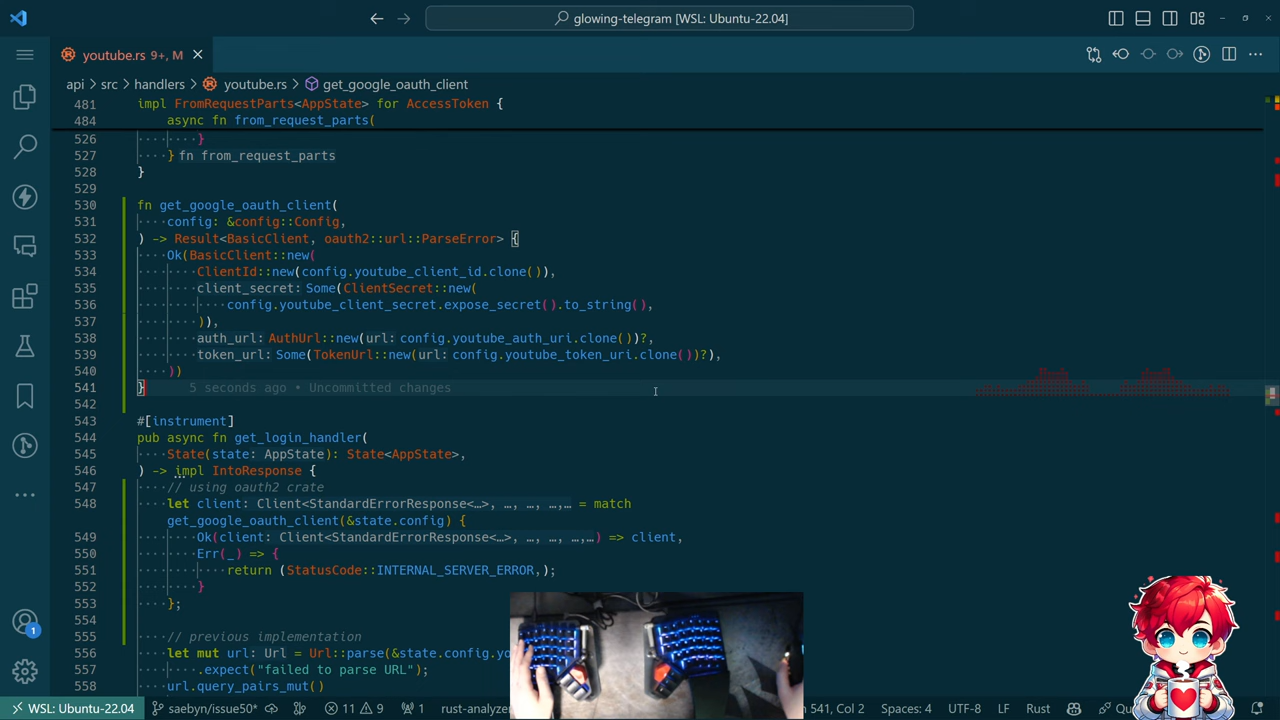 glowing-telegram [WSL: Ubuntu-22.04]
youtube.rs 9+, M
api > src > handlers > youtube.rs > get_google_oauth_client
481 impl FromRequestParts<AppState> for AccessToken {
484 async fn from_request_parts(
526 }
527 } fn from_request_parts
528 }
529
530 fn get_google_oauth_client(
531 config: &config::Config,
532 ) -> Result<BasicClient, oauth2::url::ParseError> {
533 Ok(BasicClient::new(
534 ClientId::new(config.youtube_client_id.clone()),
535 client_secret: Some(ClientSecret::new(
536 config.youtube_client_secret.expose_secret().to_string(),
537 )),
538 auth_url: AuthUrl::new(url: config.youtube_auth_uri.clone())?,
539 token_url: Some(TokenUrl::new(url: config.youtube_token_uri.clone())?),
540 ))
541 } 5 seconds ago • Uncommitted changes
542
543 #[instrument]
544 pub async fn get_login_handler(
545 State(state: AppState): State<AppState>,
546 ) -> impl IntoResponse {
547 // using oauth2 crate
548 let client: Client<StandardErrorResponse<…>, …, …, …,… = match
get_google_oauth_client(&state.config) {
549 Ok(client: Client<StandardErrorResponse<…>, …, …, …,…) => client,
550 Err(_) => {
551 return (StatusCode::INTERNAL_SERVER_ERROR,);
552 }
553 };
554
555 // previous implementation
556 let mut url: Url = Url::parse(&state.config.yo
557 .expect("failed to parse URL");
558 url.query_pairs_mut()
1
WSL: Ubuntu-22.04 saebyn/issue50* 11 9 1 rust-analyzer 541, Col 2 Spaces: 4 UTF-8 LF Rust